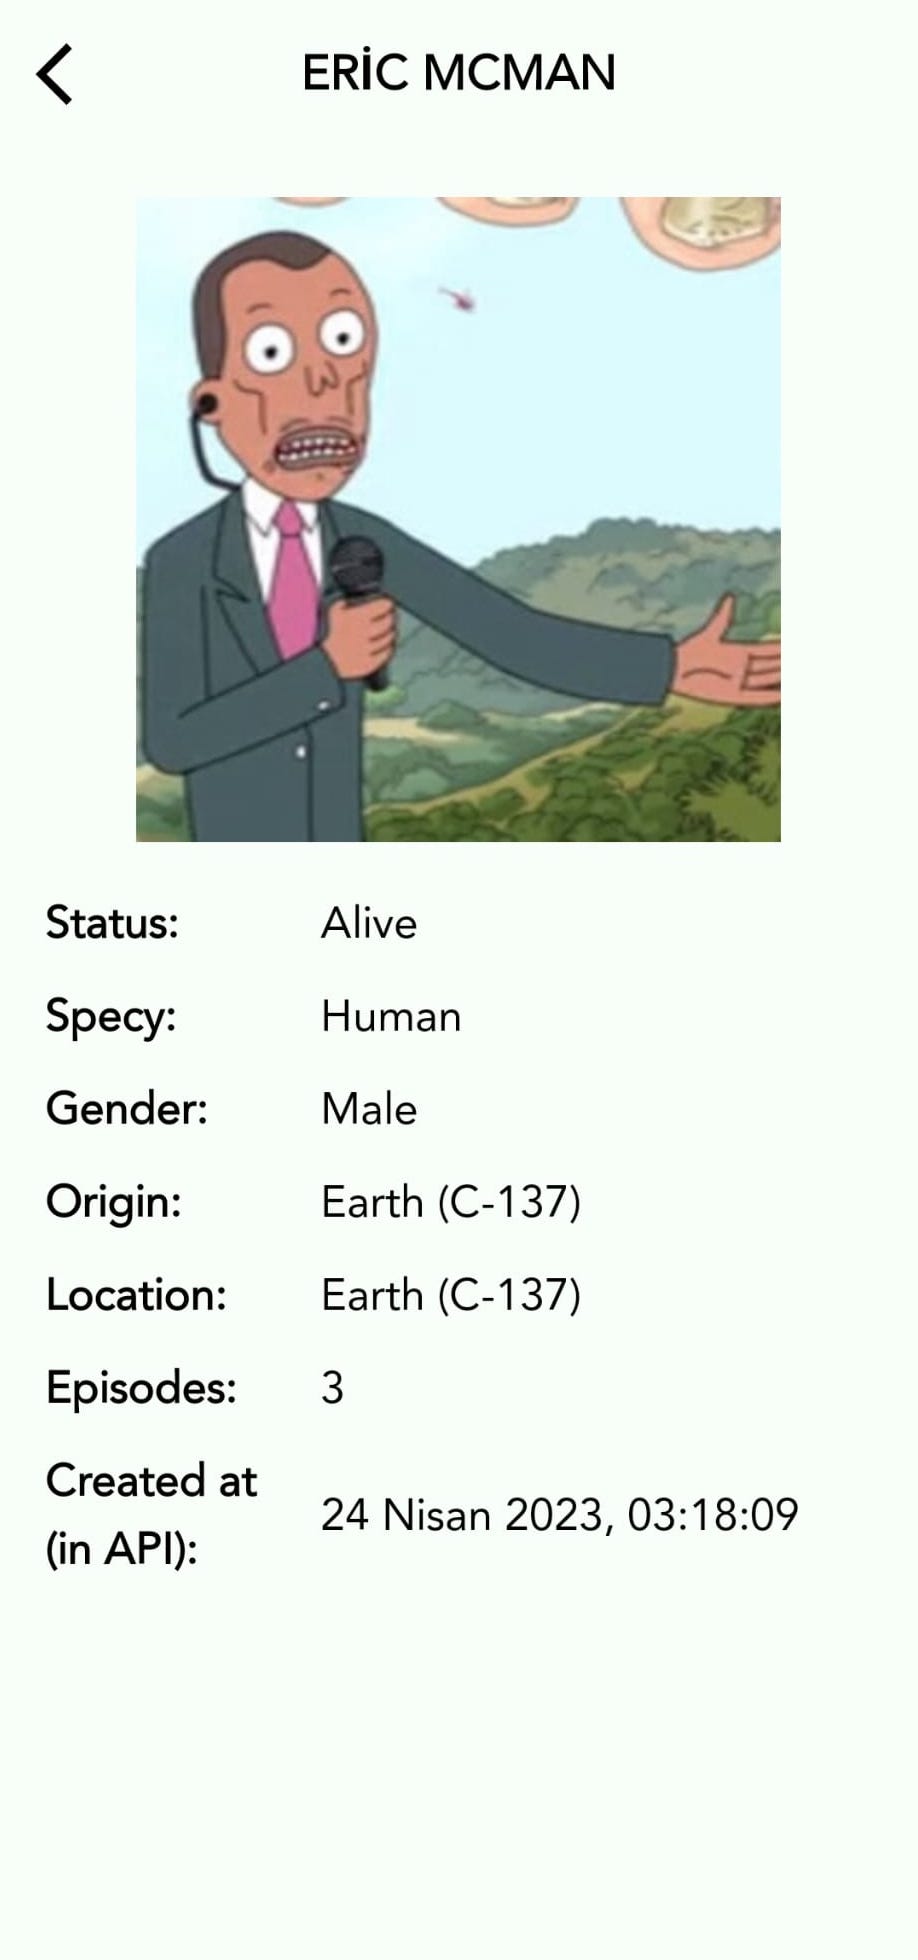 ERİC MCMAN
Status: Alive
Specy: Human
Gender: Male
Origin: Earth (C-137)
Location: Earth (C-137)
Episodes: 3
Created at
(in API): 24 Nisan 2023, 03:18:09